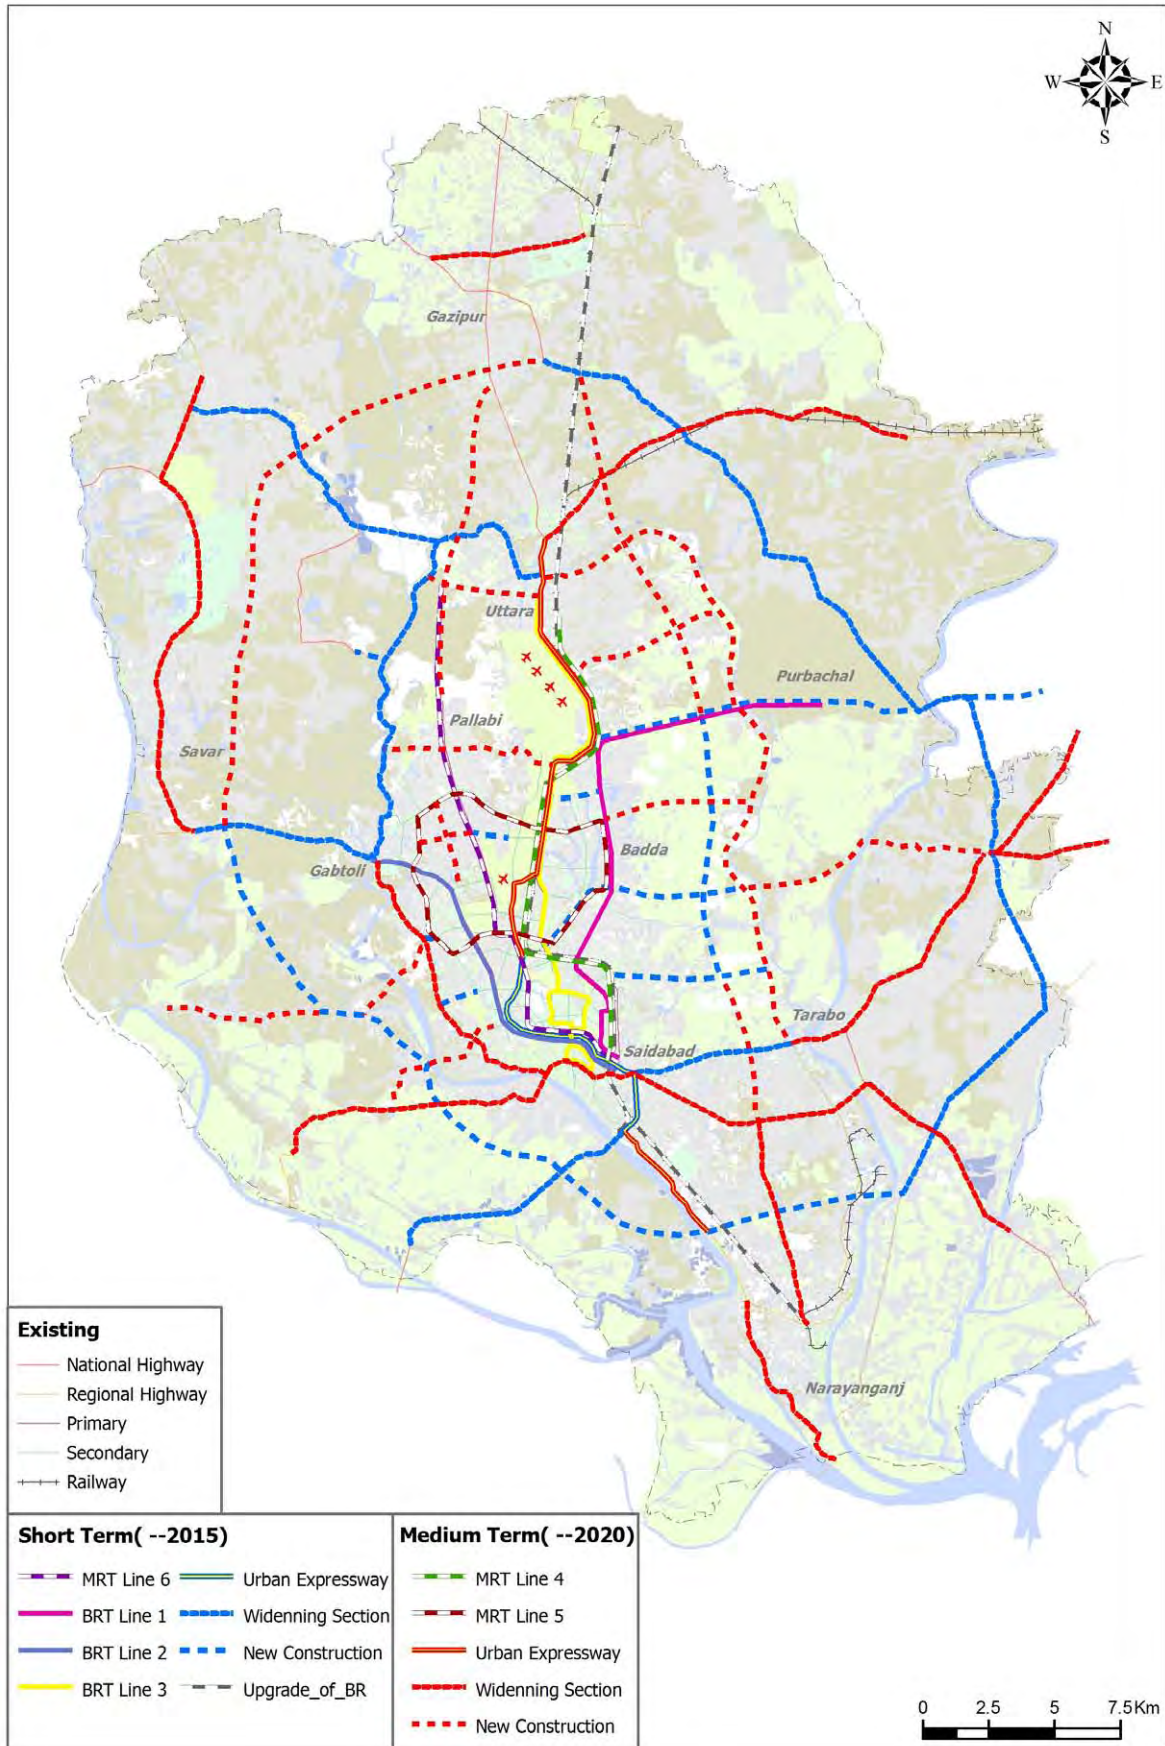 N
W E
S
Gazipur
Uttara
Purbachal
Pallabi
Savar
Badda
Gabtoli
Tarabo
Saidabad
Narayanganj
Existing
National Highway
Regional Highway
Primary
Secondary
Railway
Short Term( --2015)
MRT Line 6 Urban Expressway
BRT Line 1 Widenning Section
BRT Line 2 New Construction
BRT Line 3 Upgrade_of_BR
Medium Term( --2020)
MRT Line 4
MRT Line 5
Urban Expressway
Widenning Section
New Construction
0 2.5 5 7.5 Km